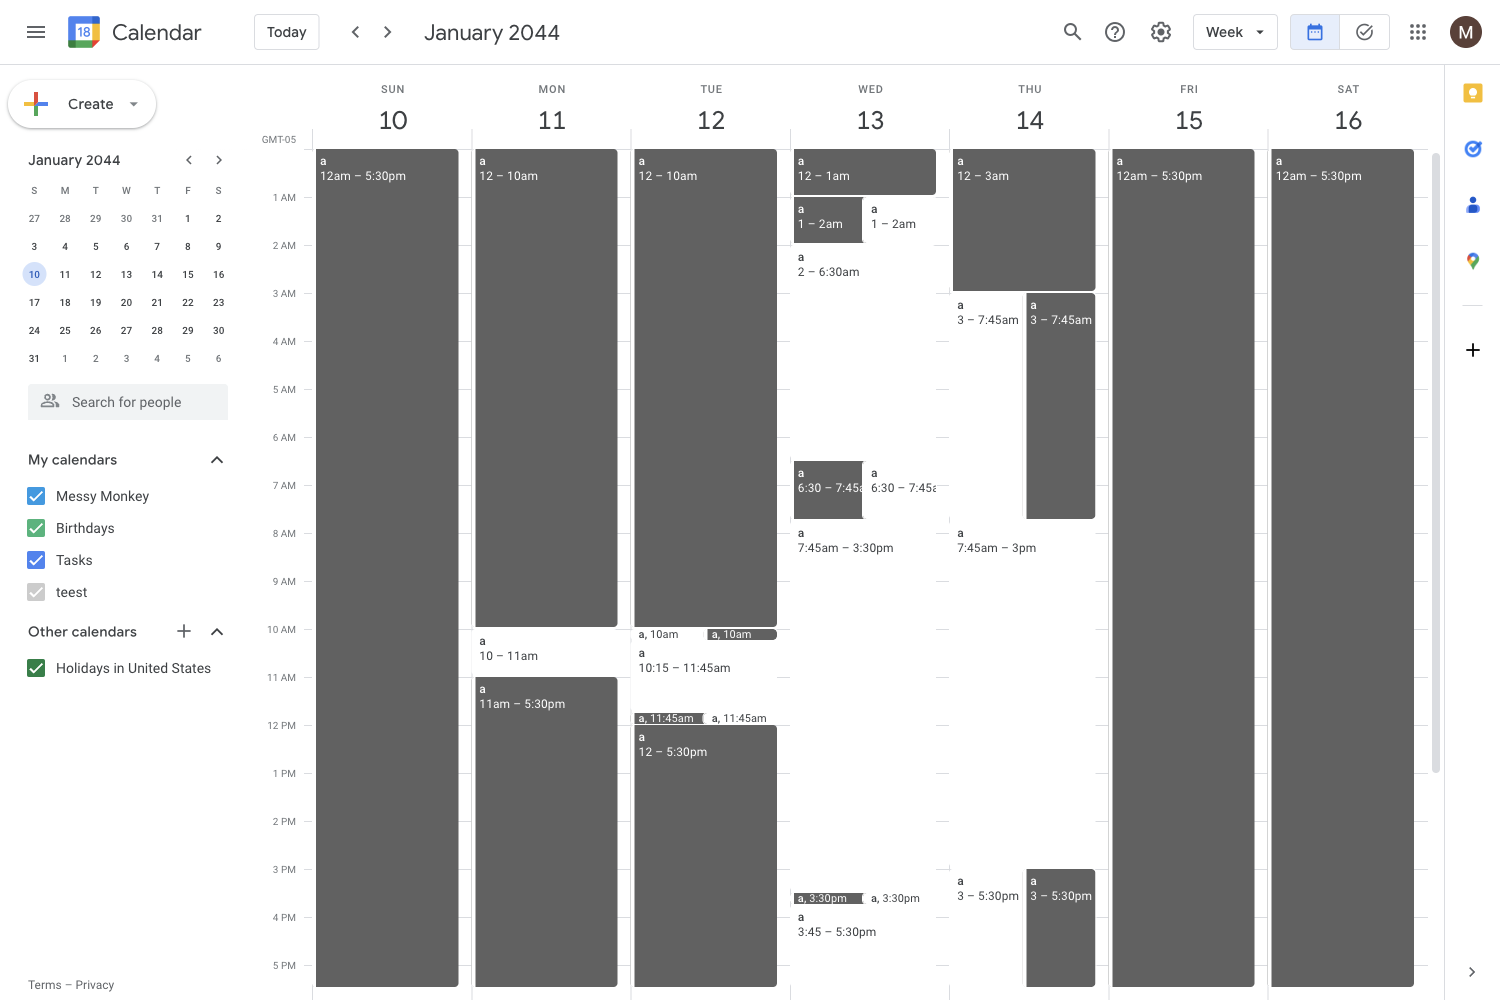 18
Calendar
Today
January 2044
Week
M
Create
January 2044
S M T W T F S
27 28 29 30 31 1 2
3 4 5 6 7 8 9
10 11 12 13 14 15 16
17 18 19 20 21 22 23
24 25 26 27 28 29 30
31 1 2 3 4 5 6
Search for people
My calendars
Messy Monkey
Birthdays
Tasks
teest
Other calendars
Holidays in United States
Terms – Privacy
SUN MON TUE WED THU FRI SAT
10 11 12 13 14 15 16
GMT-05
1 AM
2 AM
3 AM
4 AM
5 AM
6 AM
7 AM
8 AM
9 AM
10 AM
11 AM
12 PM
1 PM
2 PM
3 PM
4 PM
5 PM
a
12am – 5:30pm
a
12 – 10am
a
10 – 11am
a
11am – 5:30pm
a
12 – 10am
a, 10am
a, 10am
a
10:15 – 11:45am
a, 11:45am
a, 11:45am
a
12 – 5:30pm
a
12 – 1am
a
1 – 2am
a
1 – 2am
a
2 – 6:30am
a
6:30 – 7:45a
a
6:30 – 7:45a
a
7:45am – 3:30pm
a, 3:30pm
a, 3:30pm
a
3:45 – 5:30pm
a
12 – 3am
a
3 – 7:45am
a
3 – 7:45am
a
7:45am – 3pm
a
3 – 5:30pm
a
3 – 5:30pm
a
12am – 5:30pm
a
12am – 5:30pm